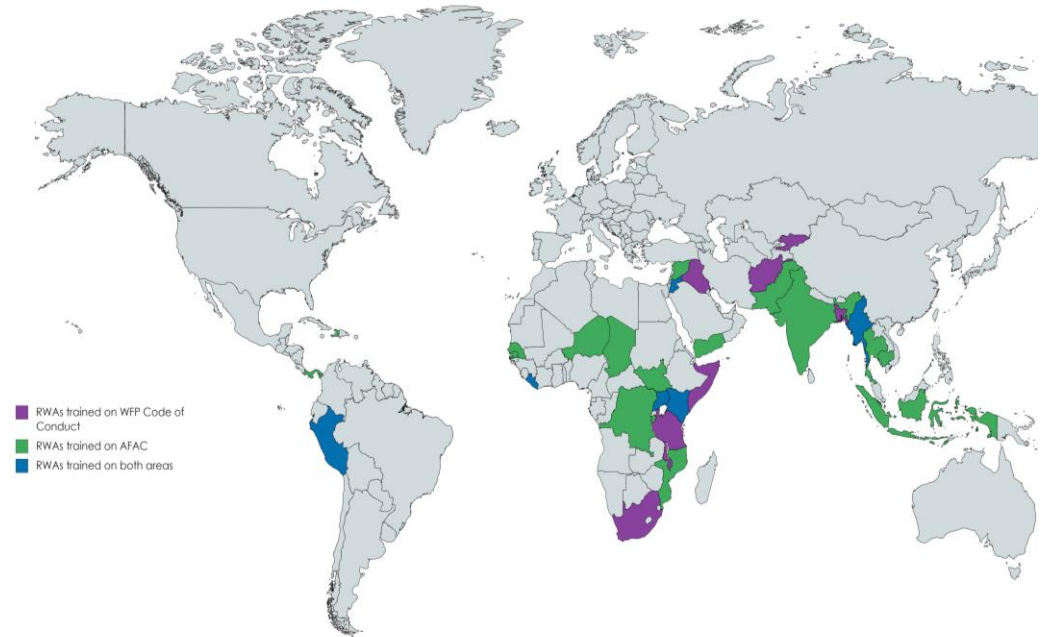 RWAs trained on WFP Code of
Conduct
RWAs trained on AFAC
RWAs trained on both areas